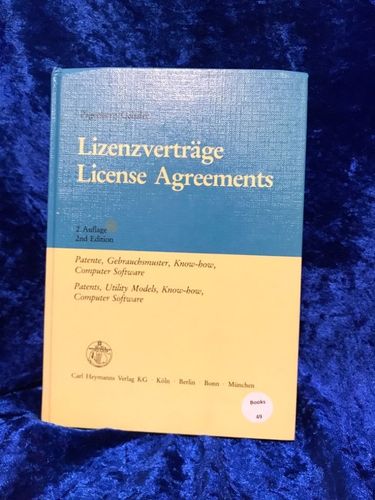 Pagenberg/Geissler
Lizenzverträge
License Agreements
2. Auflage
2nd Edition
Patente, Gebrauchsmuster, Know-how,
Computer Software
Patents, Utility Models, Know-how,
Computer Software
Carl Heymanns Verlag KG · Köln · Berlin · Bonn · München
Books
49